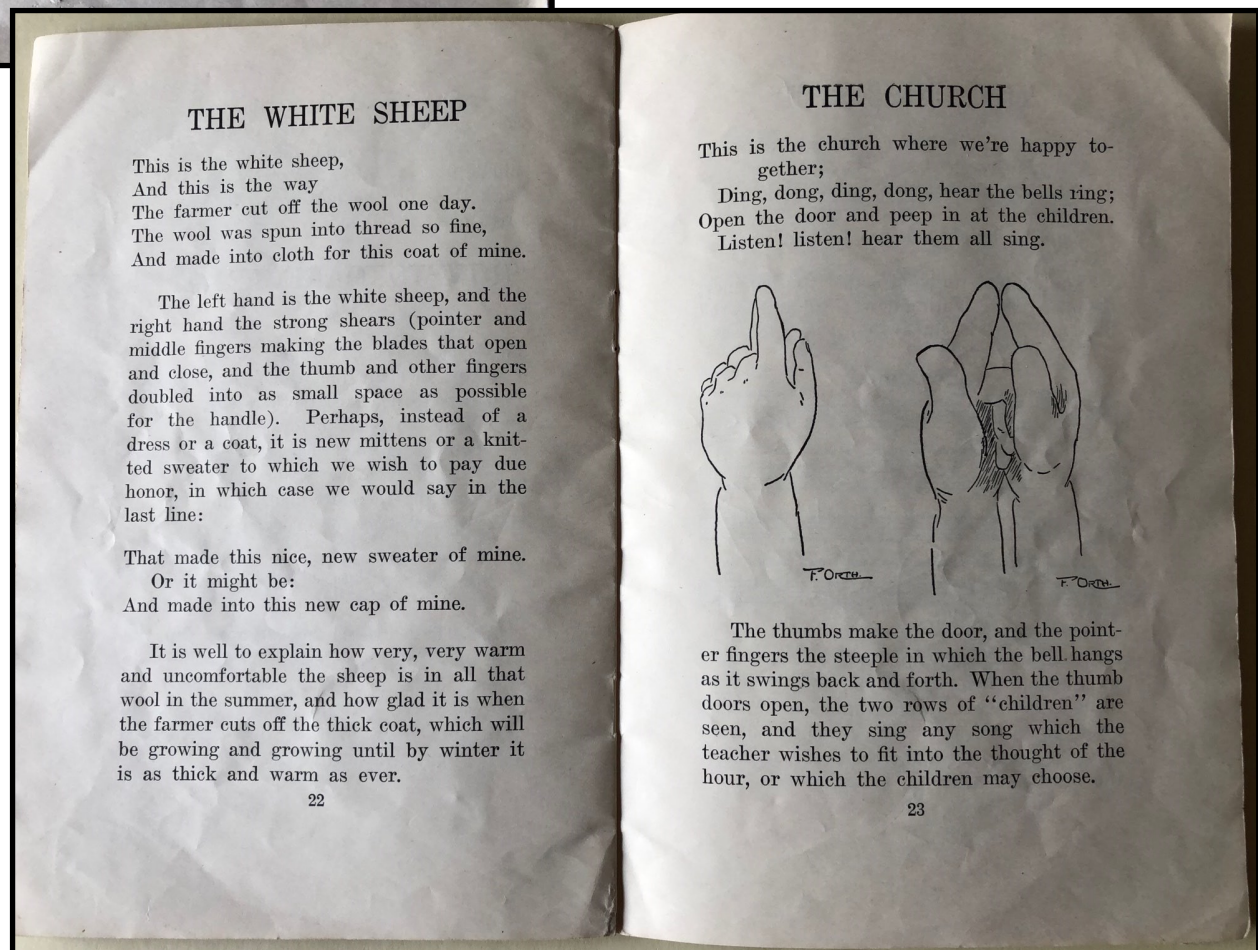 THE WHITE SHEEP
This is the white sheep,
And this is the way
The farmer cut off the wool one day.
The wool was spun into thread so fine,
And made into cloth for this coat of mine.
The left hand is the white sheep, and the
right hand the strong shears (pointer and
middle fingers making the blades that open
and close, and the thumb and other fingers
doubled into as small space as possible
for the handle). Perhaps, instead of a
dress or a coat, it is new mittens or a knit-
ted sweater to which we wish to pay due
honor, in which case we would say in the
last line:
That made this nice, new sweater of mine.
Or it might be:
And made into this new cap of mine.
It is well to explain how very, very warm
and uncomfortable the sheep is in all that
wool in the summer, and how glad it is when
the farmer cuts off the thick coat, which will
be growing and growing until by winter it
is as thick and warm as ever.
22
THE CHURCH
This is the church where we're happy to-
gether;
Ding, dong, ding, dong, hear the bells ring;
Open the door and peep in at the children.
Listen! listen! hear them all sing.
F. ORTH.
F. ORTH.
The thumbs make the door, and the point-
er fingers the steeple in which the bell hangs
as it swings back and forth. When the thumb
doors open, the two rows of "children" are
seen, and they sing any song which the
teacher wishes to fit into the thought of the
hour, or which the children may choose.
23